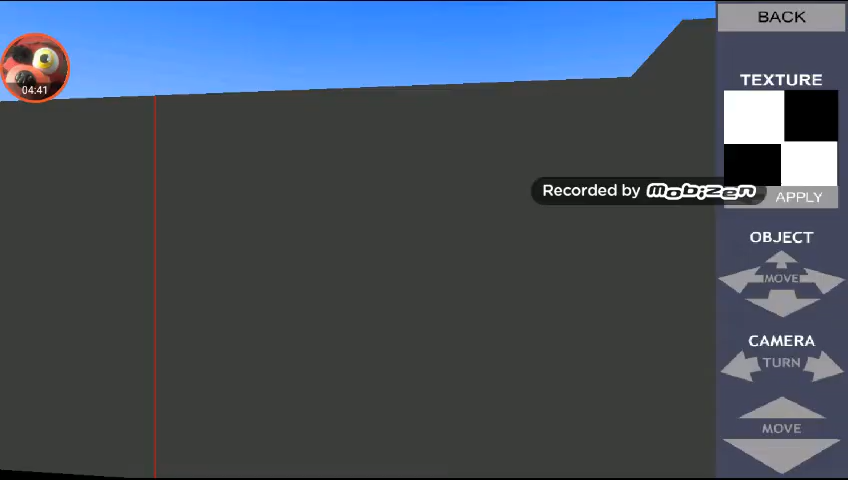 BACK
04:41
TEXTURE
Recorded by mobizen
APPLY
OBJECT
MOVE
CAMERA
TURN
MOVE